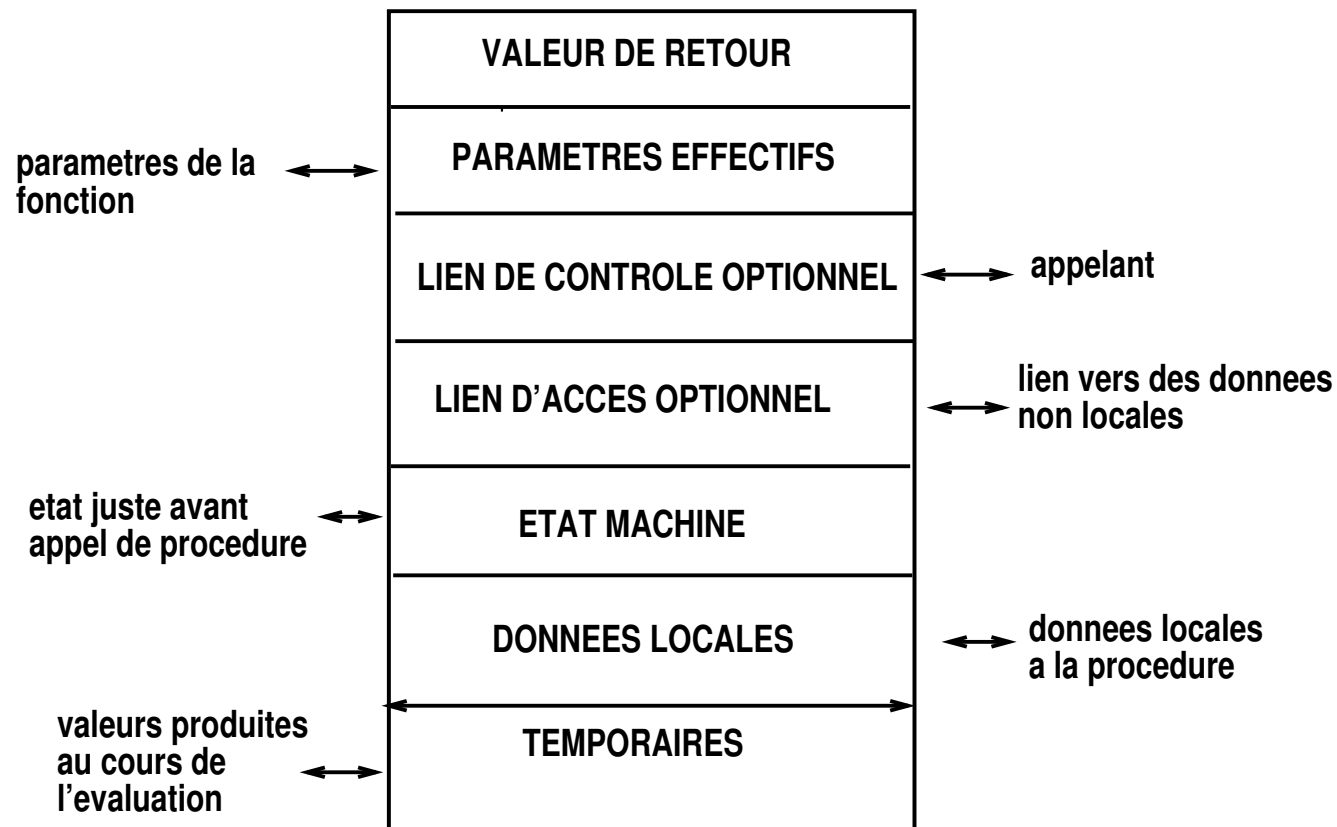 VALEUR DE RETOUR
parametres de la
fonction
PARAMETRES EFFECTIFS
LIEN DE CONTROLE OPTIONNEL
appelant
LIEN D'ACCES OPTIONNEL
lien vers des donnees
non locales
etat juste avant
appel de procedure
ETAT MACHINE
DONNEES LOCALES
donnees locales
a la procedure
valeurs produites
au cours de
l'evaluation
TEMPORAIRES